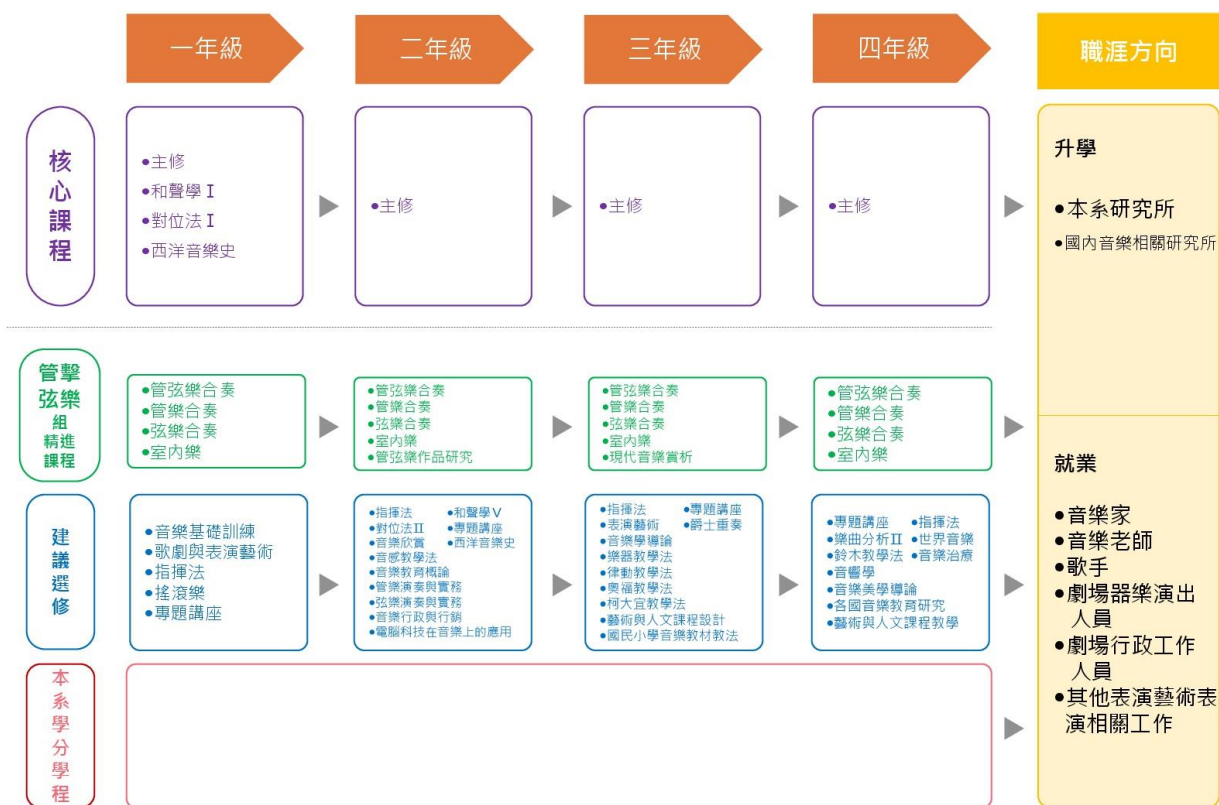 一年級
二年級
三年級
四年級
職涯方向
核心課程
●主修
●和聲學 I
●對位法 I
●西洋音樂史
●主修
●主修
●主修
升學
●本系研究所
●國內音樂相關研究所
管擊
弦樂
組
精進
課程
●管弦樂合奏
●管樂合奏
●弦樂合奏
●室內樂
●管弦樂合奏
●管樂合奏
●弦樂合奏
●室內樂
●管弦樂作品研究
●管弦樂合奏
●管樂合奏
●弦樂合奏
●室內樂
●現代音樂賞析
●管弦樂合奏
●管樂合奏
●弦樂合奏
●室內樂
建議選修
●音樂基礎訓練
●歌劇與表演藝術
●指揮法
●搖滾樂
●專題講座
●指揮法 ●和聲學 V
●對位法 II ●專題講座
●音樂欣賞 ●西洋音樂史
●音感教學法
●音樂教育概論
●管樂演奏與實務
●弦樂演奏與實務
●音樂行政與行銷
●電腦科技在音樂上的應用
●指揮法 ●專題講座
●表演藝術 ●爵士重奏
●音樂學導論
●樂器教學法
●律動教學法
●奧福教學法
●柯大宜教學法
●藝術與人文課程設計
●國民小學音樂教材教法
●專題講座 ●指揮法
●樂曲分析 II ●世界音樂
●鈴木教學法 ●音樂治療
●音響學
●音樂美學導論
●各國音樂教育研究
●藝術與人文課程教學
就業
●音樂家
●音樂老師
●歌手
●劇場器樂演出
人員
●劇場行政工作
人員
●其他表演藝術表
演相關工作
本系學分學程